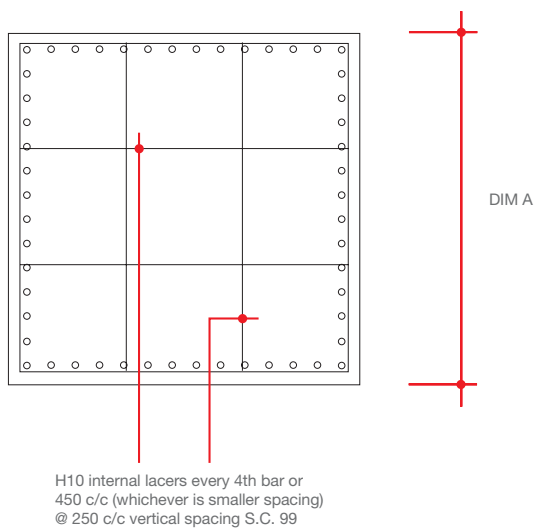 DIM A
H10 internal lacers every 4th bar or
450 c/c (whichever is smaller spacing)
@ 250 c/c vertical spacing S.C. 99